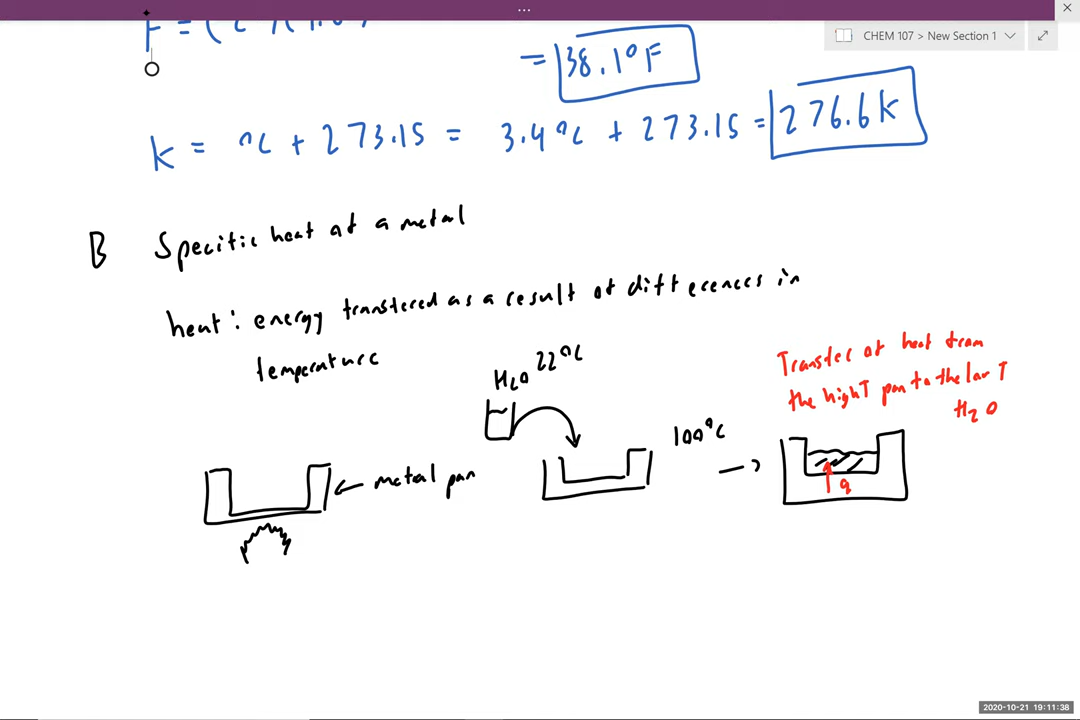 CHEM 107 > New Section 1
= 38.1°F
K = °C + 273.15 = 3.4°C + 273.15 = 276.6K
B Specific heat of a metal
heat: energy transfered as a result of differences in
temperature
H2O 22°C
Transfer of heat from
the high T pan to the low T
H2O
100°C
metal pan
q
2020-10-21 19:11:38